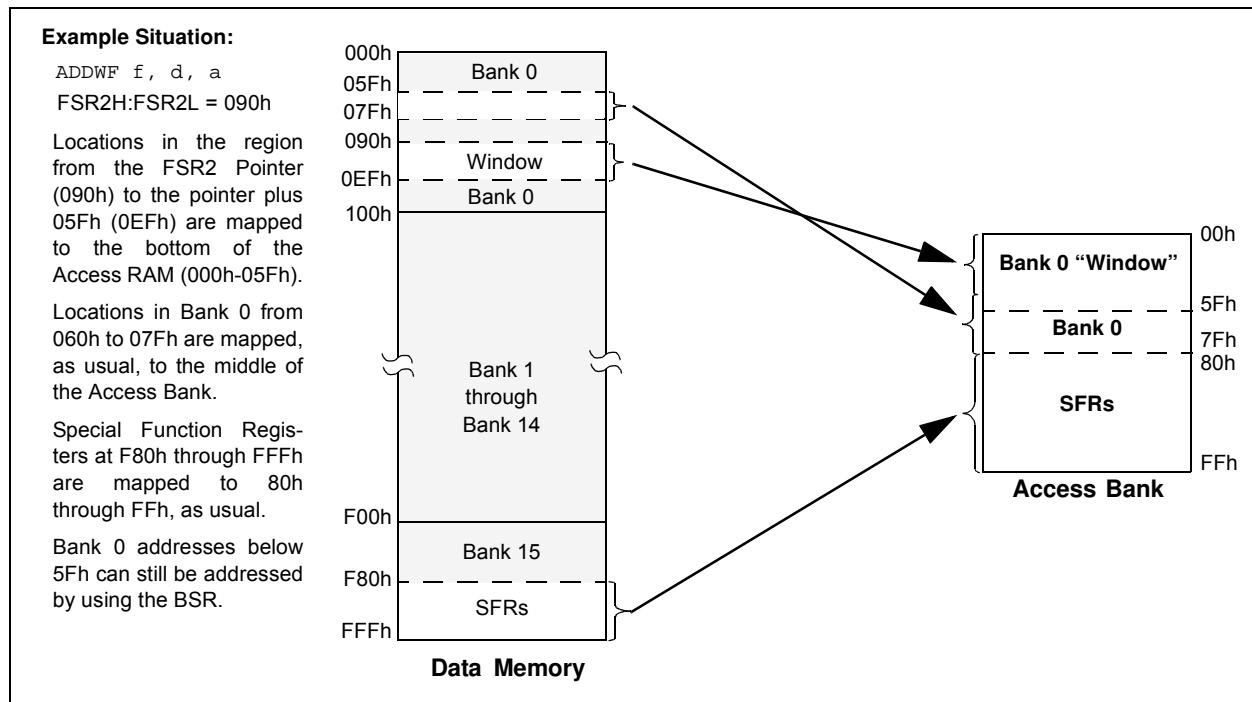 Example Situation:
ADDWF f, d, a
FSR2H:FSR2L = 090h
Locations in the region
from the FSR2 Pointer
(090h) to the pointer plus
05Fh (0EFh) are mapped
to the bottom of the
Access RAM (000h-05Fh).
Locations in Bank 0 from
060h to 07Fh are mapped,
as usual, to the middle of
the Access Bank.
Special Function Regis-
ters at F80h through FFFh
are mapped to 80h
through FFh, as usual.
Bank 0 addresses below
5Fh can still be addressed
by using the BSR.
000h
05Fh
07Fh
090h
0EFh
100h
F00h
F80h
FFFh
Bank 0
Window
Bank 0
Bank 1
through
Bank 14
Bank 15
SFRs
Data Memory
Bank 0 “Window”
Bank 0
SFRs
00h
5Fh
7Fh
80h
FFh
Access Bank